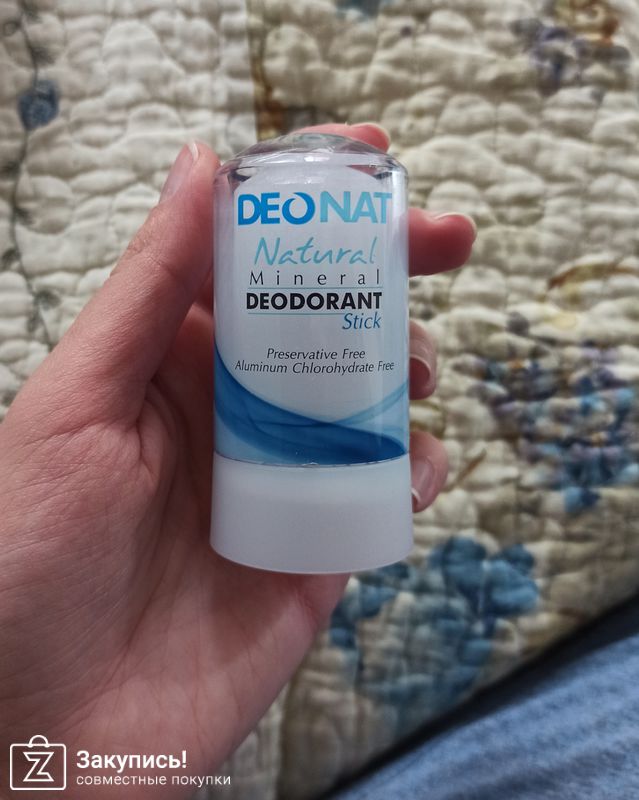 DEONAT
Natural
Mineral
DEODORANT
Stick
Preservative Free
Aluminum Chlorohydrate Free
Z
Закупись!
совместные покупки